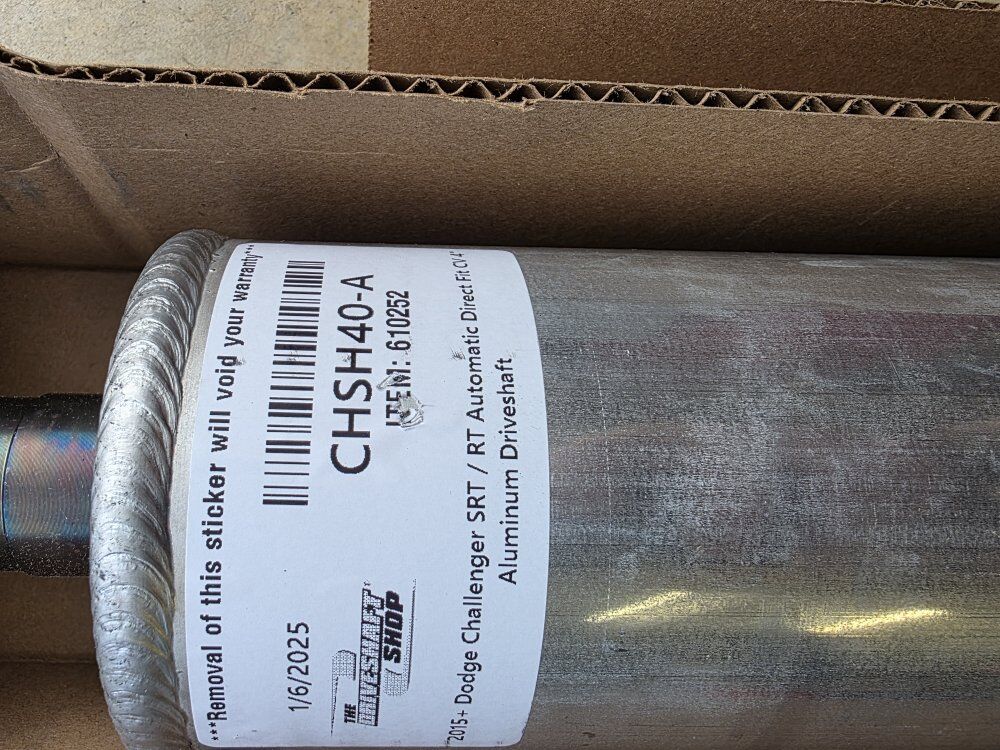 ***Removal of this sticker will void your warranty***
1/6/2025
THE
DRIVESHAFT
SHOP
CHSH40-A
ITEM: 610252
2015+ Dodge Challenger SRT / RT Automatic Direct Fit CV 4"
Aluminum Driveshaft